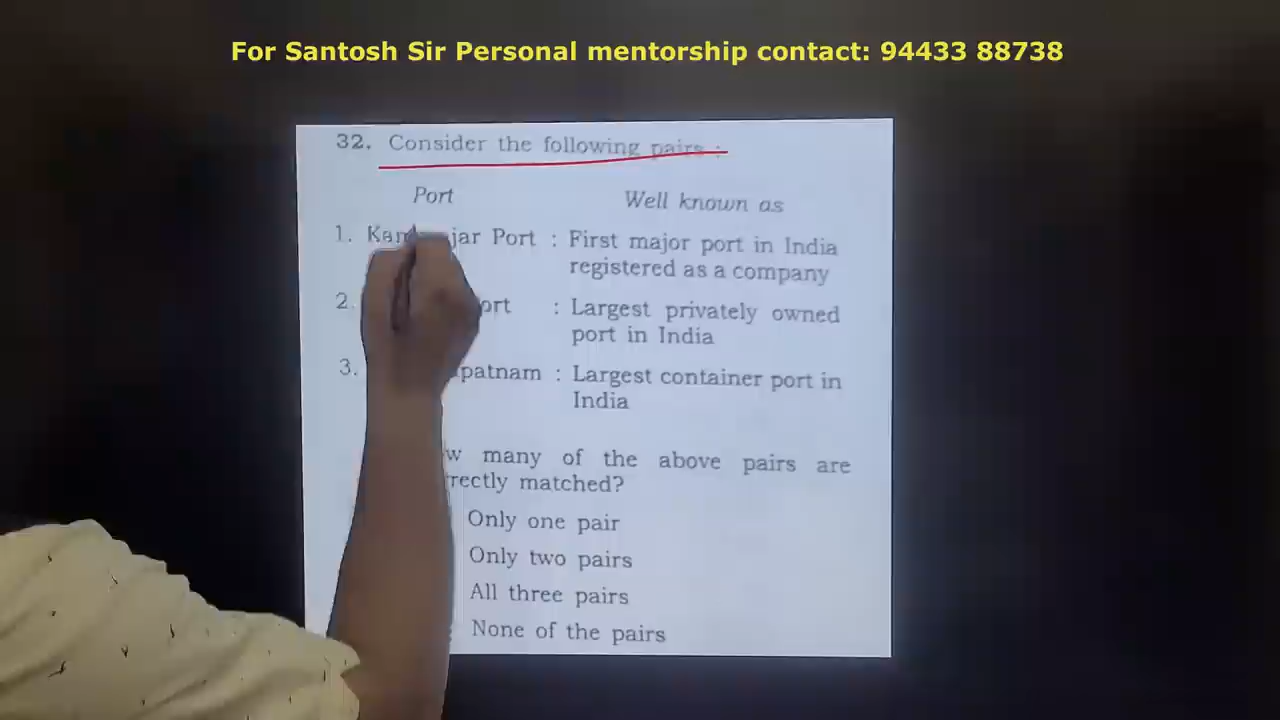 For Santosh Sir Personal mentorship contact: 94433 88738
32. Consider the following pairs :
Port Well known as
1. Port : First major port in India
registered as a company
2. : Largest privately owned
port in India
3. : Largest container port in
India
many of the above pairs are
matched?
Only one pair
Only two pairs
All three pairs
None of the pairs